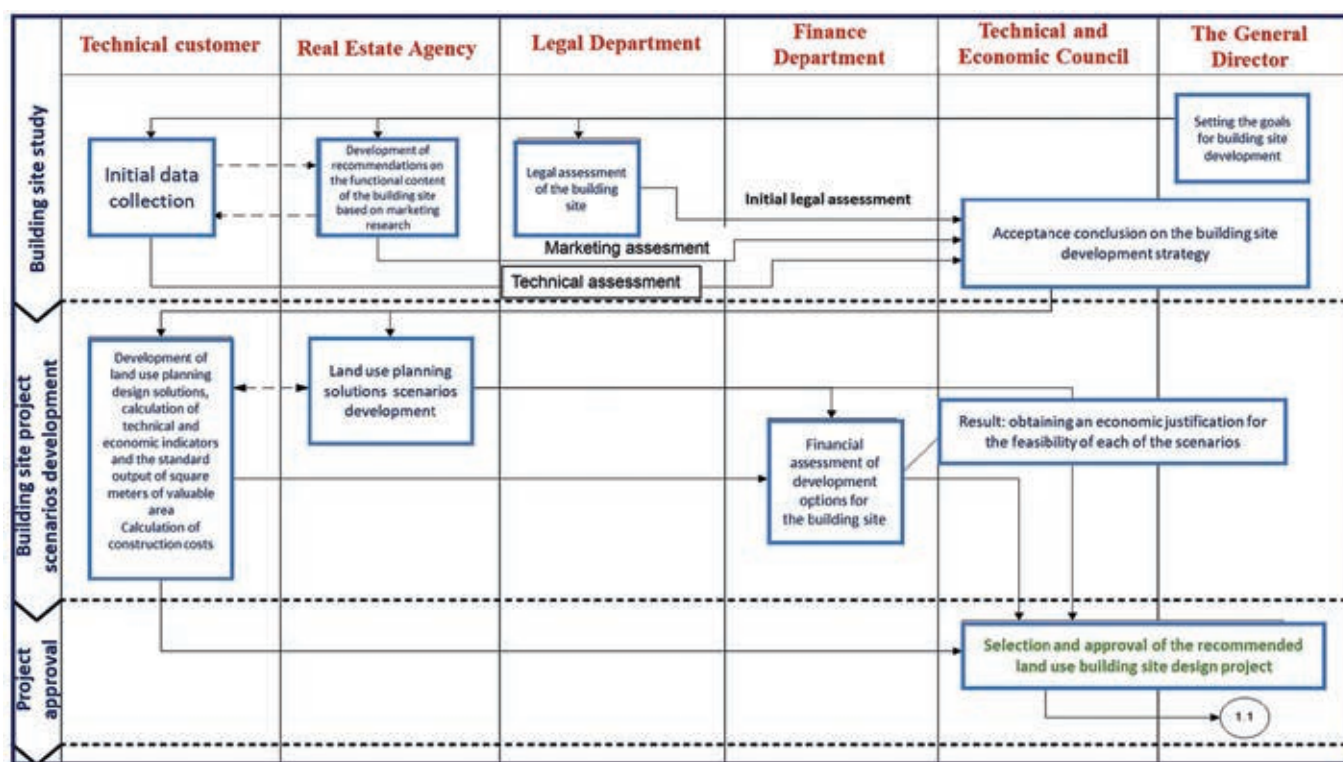 Technical customer
Real Estate Agency
Legal Department
Finance
Department
Technical and
Economic Council
The General
Director
Building site study
Setting the goals
for building site
development
Initial data
collection
Development of
recommendations on
the functional content
of the building site
based on marketing
research
Legal assessment
of the building
site
Initial legal assessment
Marketing assesment
Technical assessment
Acceptance conclusion on the building site
development strategy
Building site project
scenarios development
Development of
land use planning
design solutions,
calculation of
technical and
economic indicators
and the standard
output of square
meters of valuable
area
Calculation of
construction costs
Land use planning
solutions scenarios
development
Financial
assessment of
development
options for
the building site
Result: obtaining an economic justification for
the feasibility of each of the scenarios
Project
approval
Selection and approval of the recommended
land use building site design project
1.1